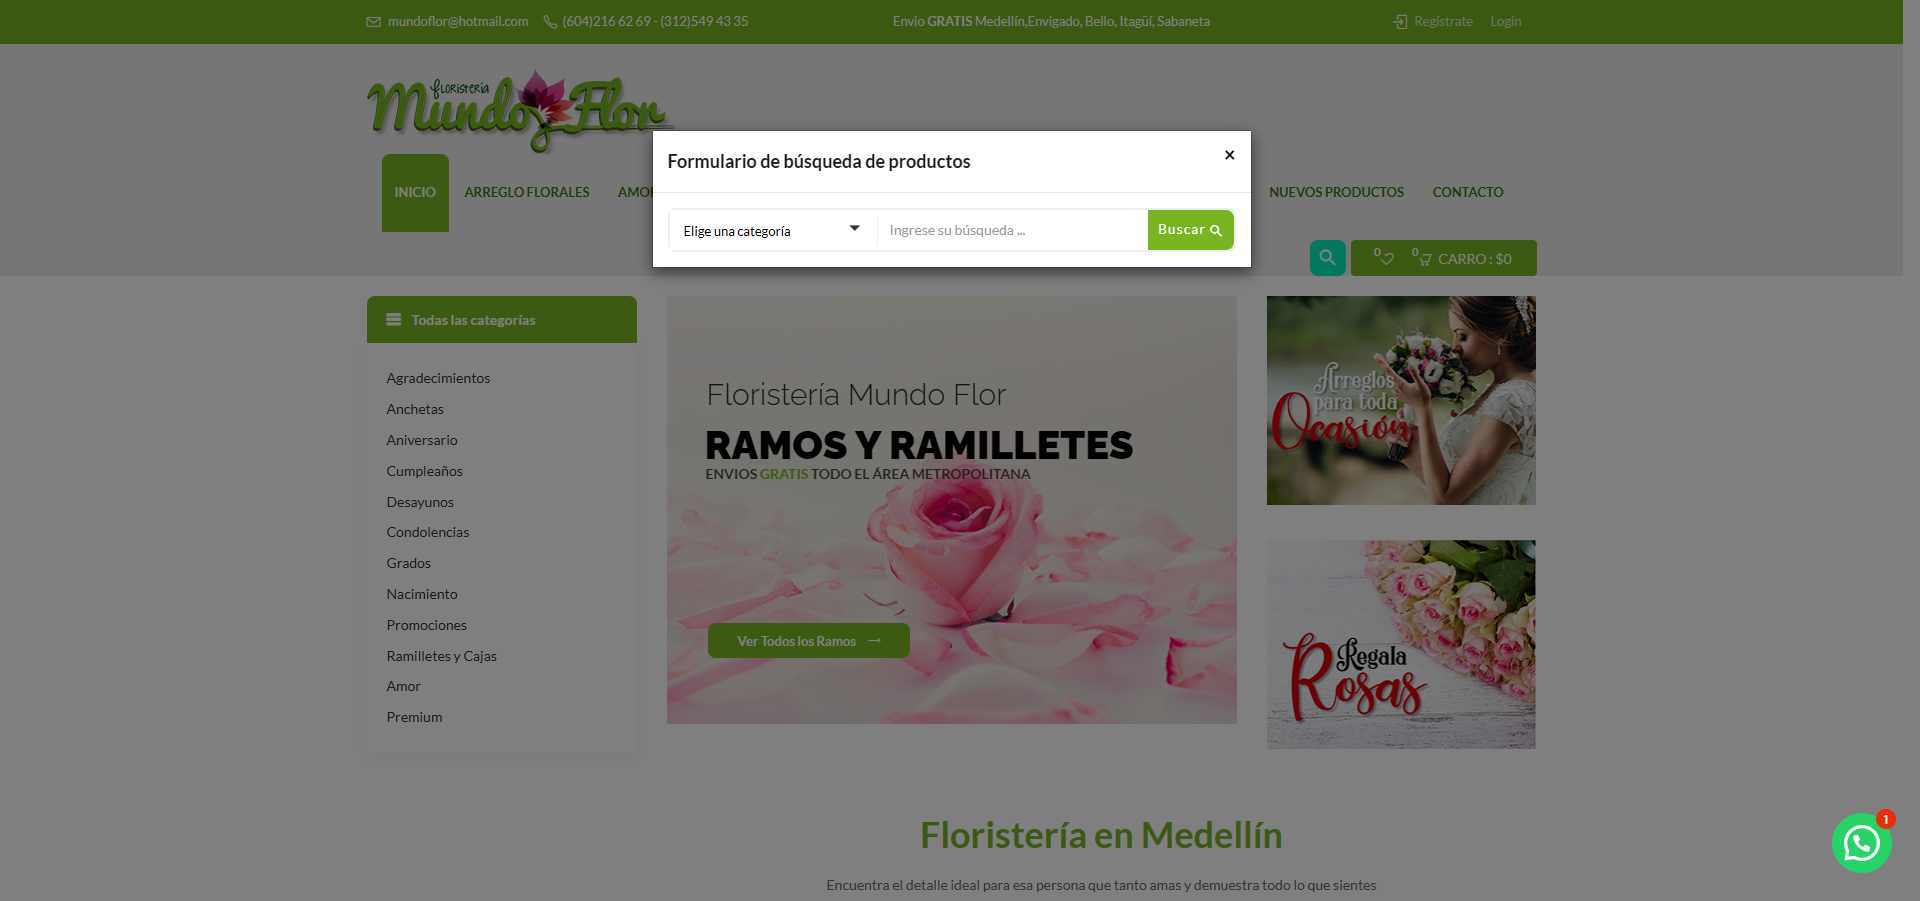 mundoflor@hotmail.com (604)216 62 69 - (312)549 43 35 Envio GRATIS Medellín,Envigado, Bello, Itagüí, Sabaneta Regístrate Login
floristeria
Mundo Flor
Formulario de búsqueda de productos ×
INICIO ARREGLO FLORALES NUEVOS PRODUCTOS CONTACTO
Elige una categoría Ingrese su búsqueda ... Buscar
0 0 CARRO : $0
Todas las categorías
Agradecimientos
Anchetas
Aniversario
Cumpleaños
Desayunos
Condolencias
Grados
Nacimiento
Promociones
Ramilletes y Cajas
Amor
Premium
Floristería Mundo Flor
RAMOS Y RAMILLETES
ENVIOS GRATIS TODO EL ÁREA METROPOLITANA
Ver Todos los Ramos →
Arreglos
para toda
Ocasión
Regala
Rosas
Floristería en Medellín
Encuentra el detalle ideal para esa persona que tanto amas y demuestra todo lo que sientes
1